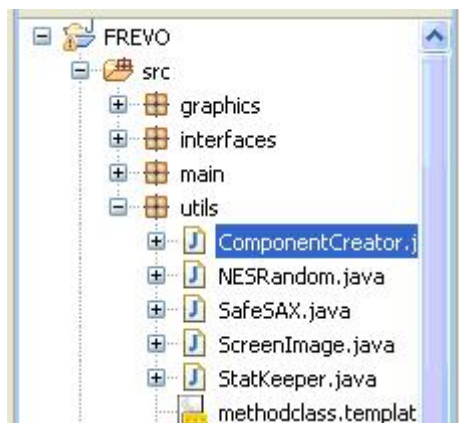 FREVO
src
graphics
interfaces
main
utils
ComponentCreator.j
NESRandom.java
SafeSAX.java
ScreenImage.java
StatKeeper.java
methodclass.templat